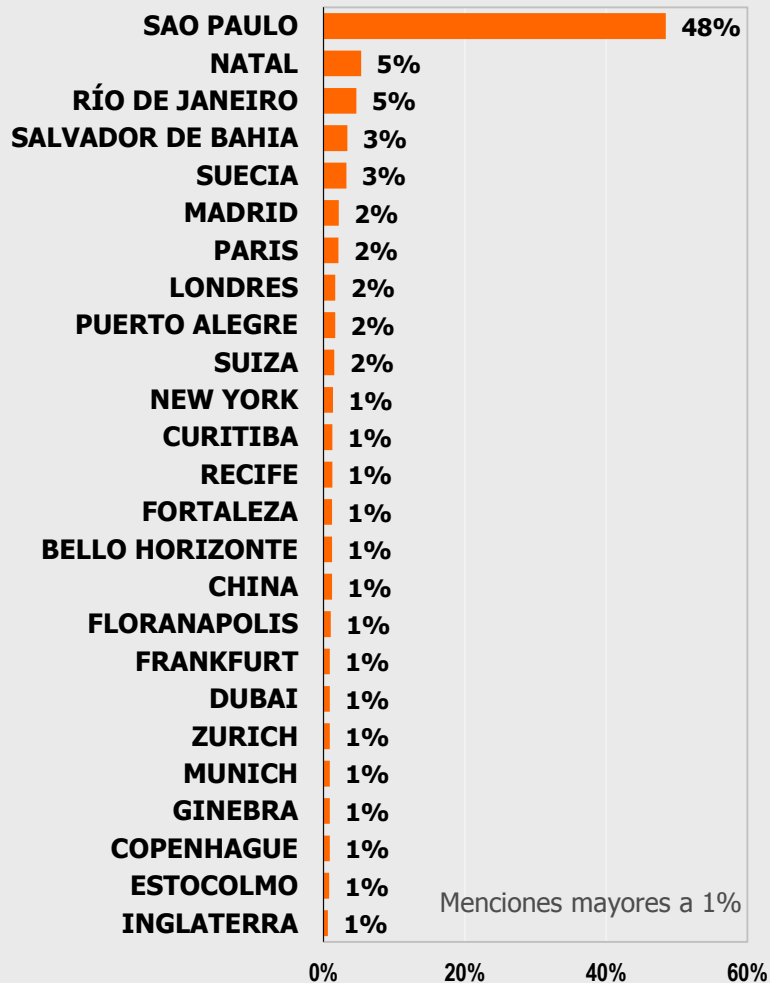 SAO PAULO 48%
NATAL 5%
RÍO DE JANEIRO 5%
SALVADOR DE BAHIA 3%
SUECIA 3%
MADRID 2%
PARIS 2%
LONDRES 2%
PUERTO ALEGRE 2%
SUIZA 2%
NEW YORK 1%
CURITIBA 1%
RECIFE 1%
FORTALEZA 1%
BELLO HORIZONTE 1%
CHINA 1%
FLORANAPOLIS 1%
FRANKFURT 1%
DUBAI 1%
ZURICH 1%
MUNICH 1%
GINEBRA 1%
COPENHAGUE 1%
ESTOCOLMO 1%
Menciones mayores a 1%
INGLATERRA 1%
0% 20% 40% 60%